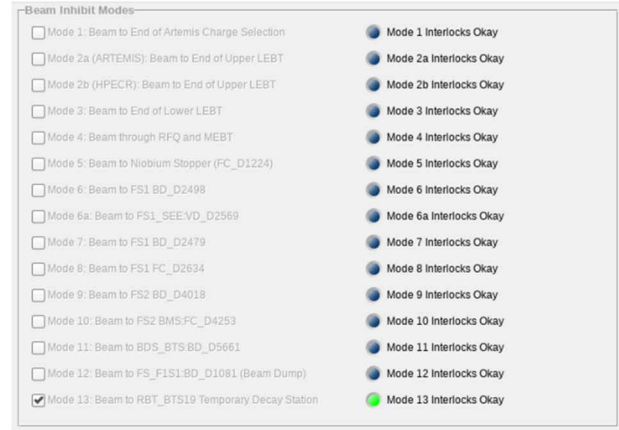 Beam Inhibit Modes
Mode 1: Beam to End of Artemis Charge Selection Mode 1 Interlocks Okay
Mode 2a (ARTEMIS): Beam to End of Upper LEBT Mode 2a Interlocks Okay
Mode 2b (HPECR): Beam to End of Upper LEBT Mode 2b Interlocks Okay
Mode 3: Beam to End of Lower LEBT Mode 3 Interlocks Okay
Mode 4: Beam through RFQ and MEBT Mode 4 Interlocks Okay
Mode 5: Beam to Niobium Stopper (FC_D1224) Mode 5 Interlocks Okay
Mode 6: Beam to FS1 BD_D2498 Mode 6 Interlocks Okay
Mode 6a: Beam to FS1_SEE:VD_D2569 Mode 6a Interlocks Okay
Mode 7: Beam to FS1 BD_D2479 Mode 7 Interlocks Okay
Mode 8: Beam to FS1 FC_D2634 Mode 8 Interlocks Okay
Mode 9: Beam to FS2 BD_D4018 Mode 9 Interlocks Okay
Mode 10: Beam to FS2 BMS:FC_D4253 Mode 10 Interlocks Okay
Mode 11: Beam to BDS_BTS:BD_D5661 Mode 11 Interlocks Okay
Mode 12: Beam to FS_F1S1:BD_D1081 (Beam Dump) Mode 12 Interlocks Okay
Mode 13: Beam to RBT_BTS19 Temporary Decay Station Mode 13 Interlocks Okay